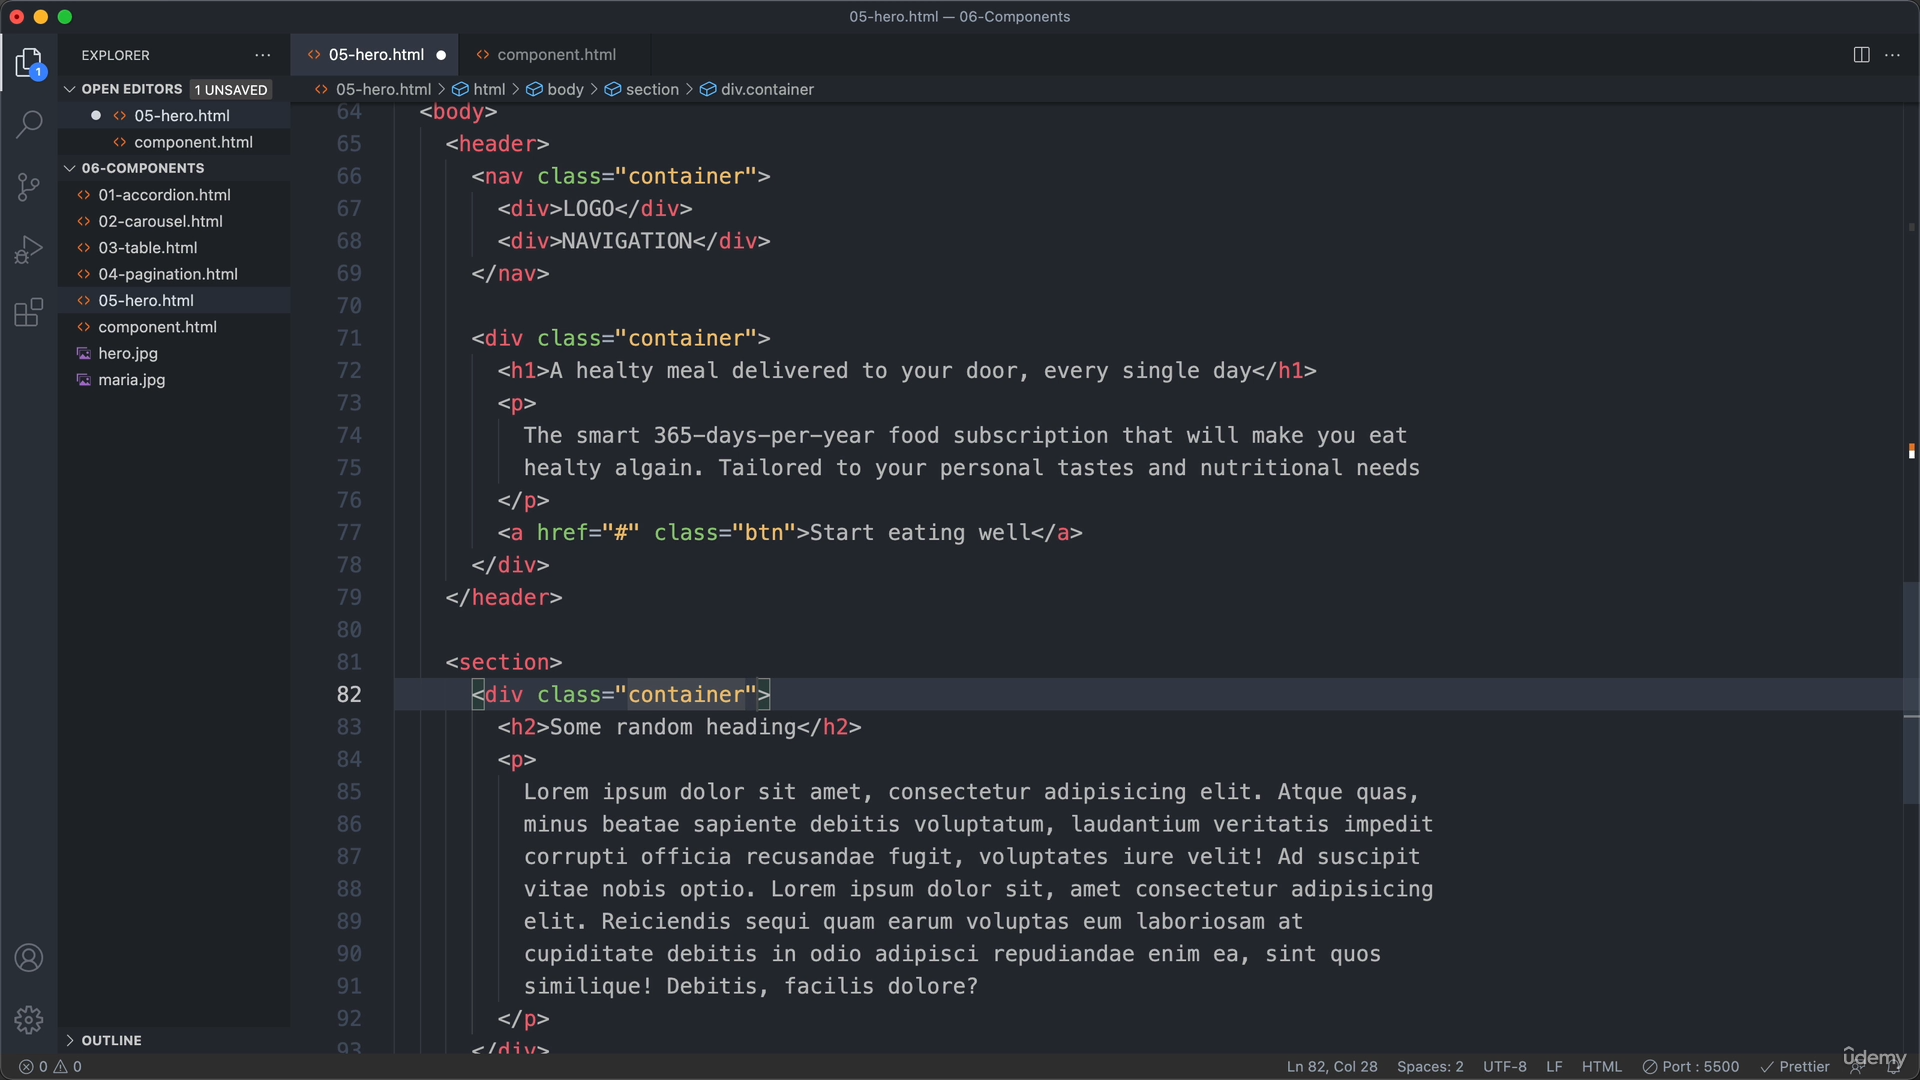 05-hero.html — 06-Components
EXPLORER
05-hero.html
component.html
OPEN EDITORS 1 UNSAVED
05-hero.html > html > body > section > div.container
1
05-hero.html
component.html
06-COMPONENTS
01-accordion.html
02-carousel.html
03-table.html
04-pagination.html
05-hero.html
component.html
hero.jpg
maria.jpg
64 <body>
65 <header>
66 <nav class="container">
67 <div>LOGO</div>
68 <div>NAVIGATION</div>
69 </nav>
70
71 <div class="container">
72 <h1>A healty meal delivered to your door, every single day</h1>
73 <p>
74 The smart 365-days-per-year food subscription that will make you eat
75 healty algain. Tailored to your personal tastes and nutritional needs
76 </p>
77 <a href="#" class="btn">Start eating well</a>
78 </div>
79 </header>
80
81 <section>
82 <div class="container">
83 <h2>Some random heading</h2>
84 <p>
85 Lorem ipsum dolor sit amet, consectetur adipisicing elit. Atque quas,
86 minus beatae sapiente debitis voluptatum, laudantium veritatis impedit
87 corrupti officia recusandae fugit, voluptates iure velit! Ad suscipit
88 vitae nobis optio. Lorem ipsum dolor sit, amet consectetur adipisicing
89 elit. Reiciendis sequi quam earum voluptas eum laboriosam at
90 cupiditate debitis in odio adipisci repudiandae enim ea, sint quos
91 similique! Debitis, facilis dolore?
92 </p>
93 </div>
OUTLINE
0 0
Ln 82, Col 28 Spaces: 2 UTF-8 LF HTML Port : 5500 Prettier
udemy